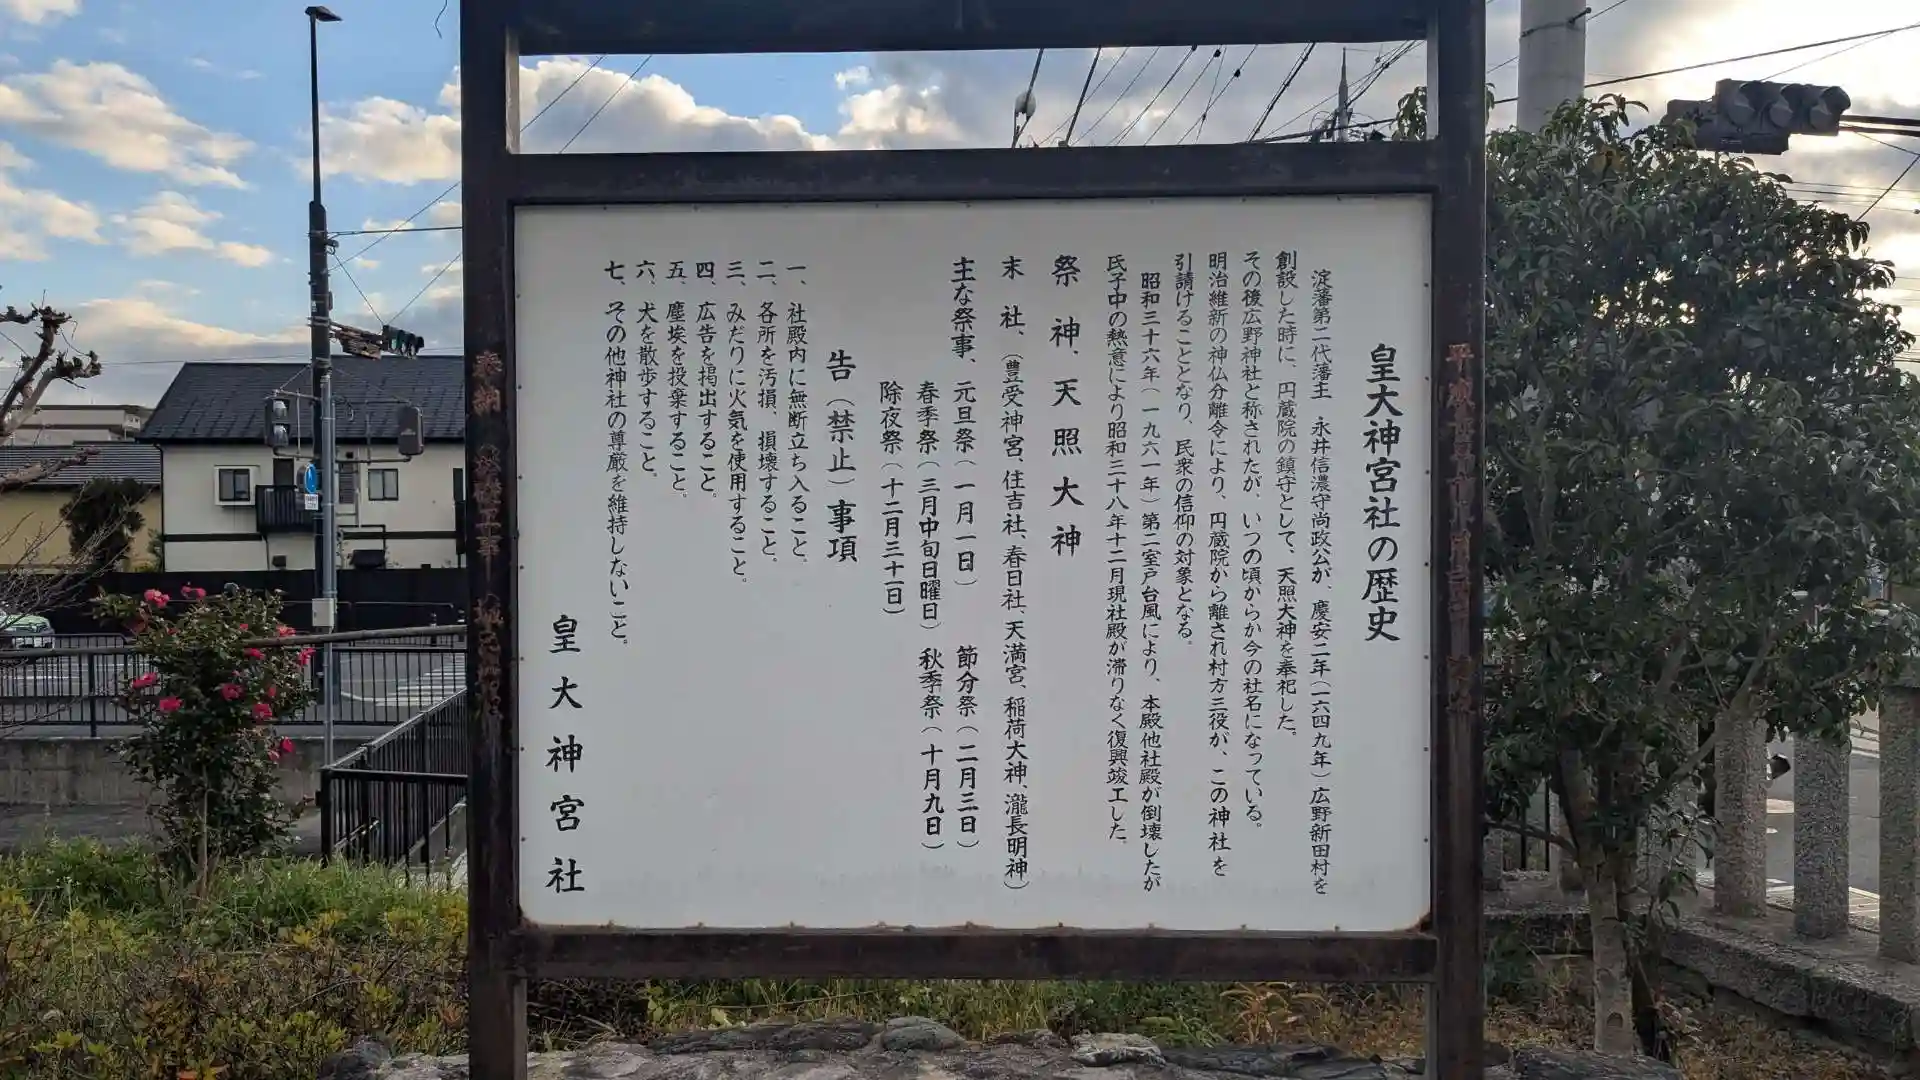 皇大神宮社の歴史
淀藩第二代藩主 永井信濃守尚政公が、慶安二年(一六四九年)広野新田村を
創設した時に、円蔵院の鎮守として、天照大神を奉祀した。
その後広野神社と称されたが、いつの頃からか今の社名になっている。
明治維新の神仏分離令により、円蔵院から離され村方三役が、この神社を
引請けることとなり、民衆の信仰の対象となる。
昭和三十六年(一九六一年)第二室戸台風により、本殿他社殿が倒壊したが
氏子中の熱意により昭和三十八年十二月現社殿が滞りなく復興竣工した。
祭神、天照大神
末社、(豊受神宮、住吉社、春日社、天満宮、稲荷大神、瀧長明神)
主な祭事、元旦祭(一月一日) 節分祭(二月三日)
春季祭(三月中旬日曜日) 秋季祭(十月九日)
除夜祭(十二月三十一日)
告(禁止)事項
一、社殿内に無断立ち入ること、
二、各所を汚損、損壊すること、
三、みだりに火気を使用すること。
四、広告を掲出すること。
五、塵埃を投棄すること。
六、犬を散歩すること、
七、その他神社の尊厳を維持しないこと。
皇大神宮社
奉納
平成